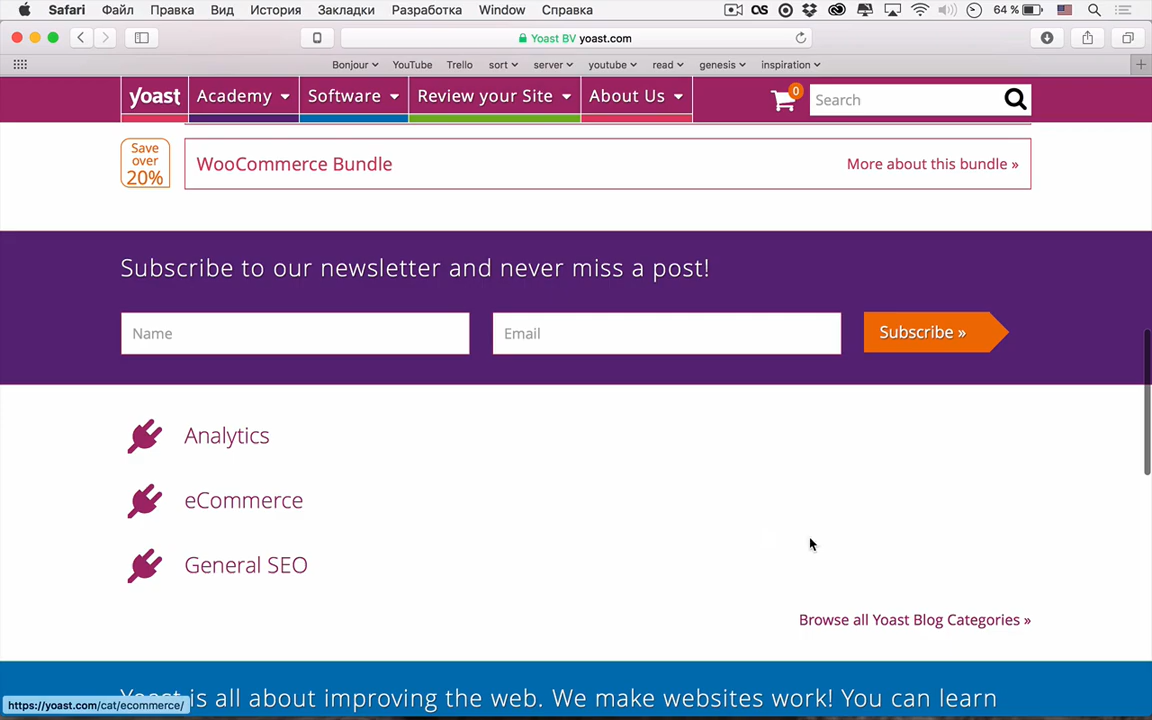 Safari Файл Правка Вид История Закладки Разработка Window Справка 64 %
Yoast BV yoast.com
Bonjour YouTube Trello sort server youtube read genesis inspiration
yoast Academy Software Review your Site About Us 0 Search
Save over 20%
WooCommerce Bundle More about this bundle »
Subscribe to our newsletter and never miss a post!
Name Email Subscribe »
Analytics
eCommerce
General SEO
Browse all Yoast Blog Categories »
Yoast is all about improving the web. We make websites work! You can learn
https://yoast.com/cat/ecommerce/